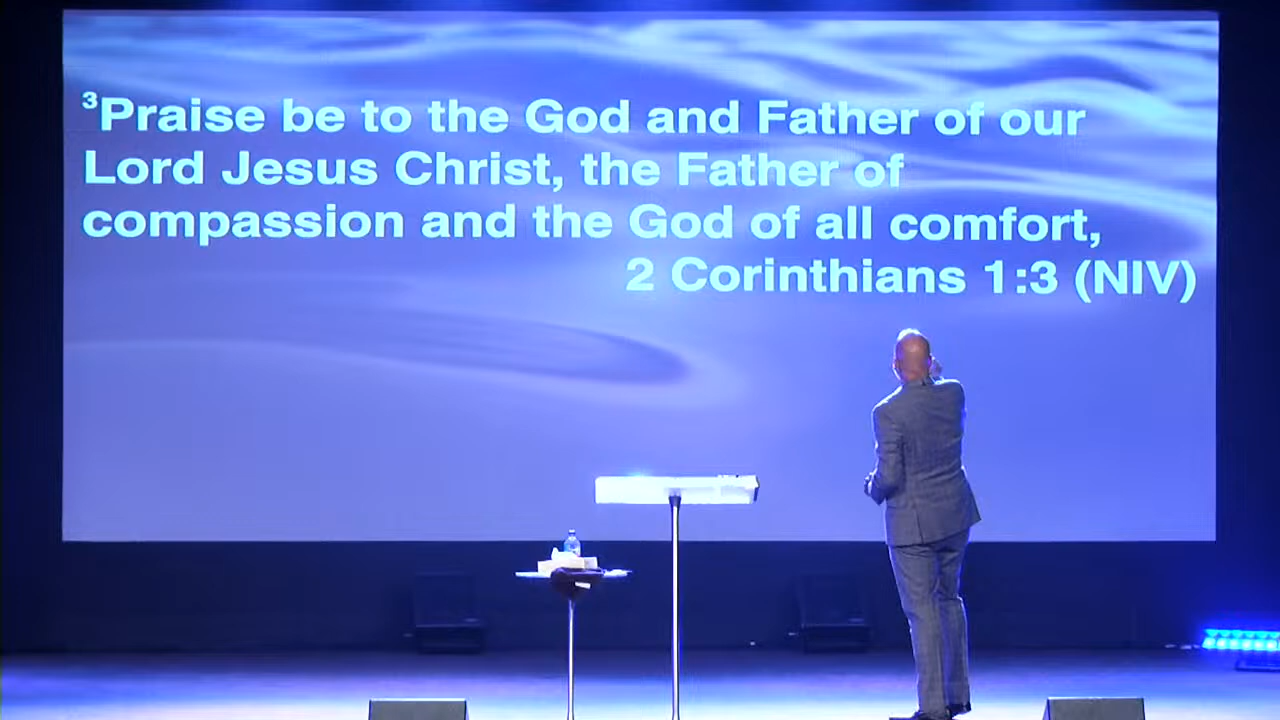 ³Praise be to the God and Father of our
Lord Jesus Christ, the Father of
compassion and the God of all comfort,
2 Corinthians 1:3 (NIV)